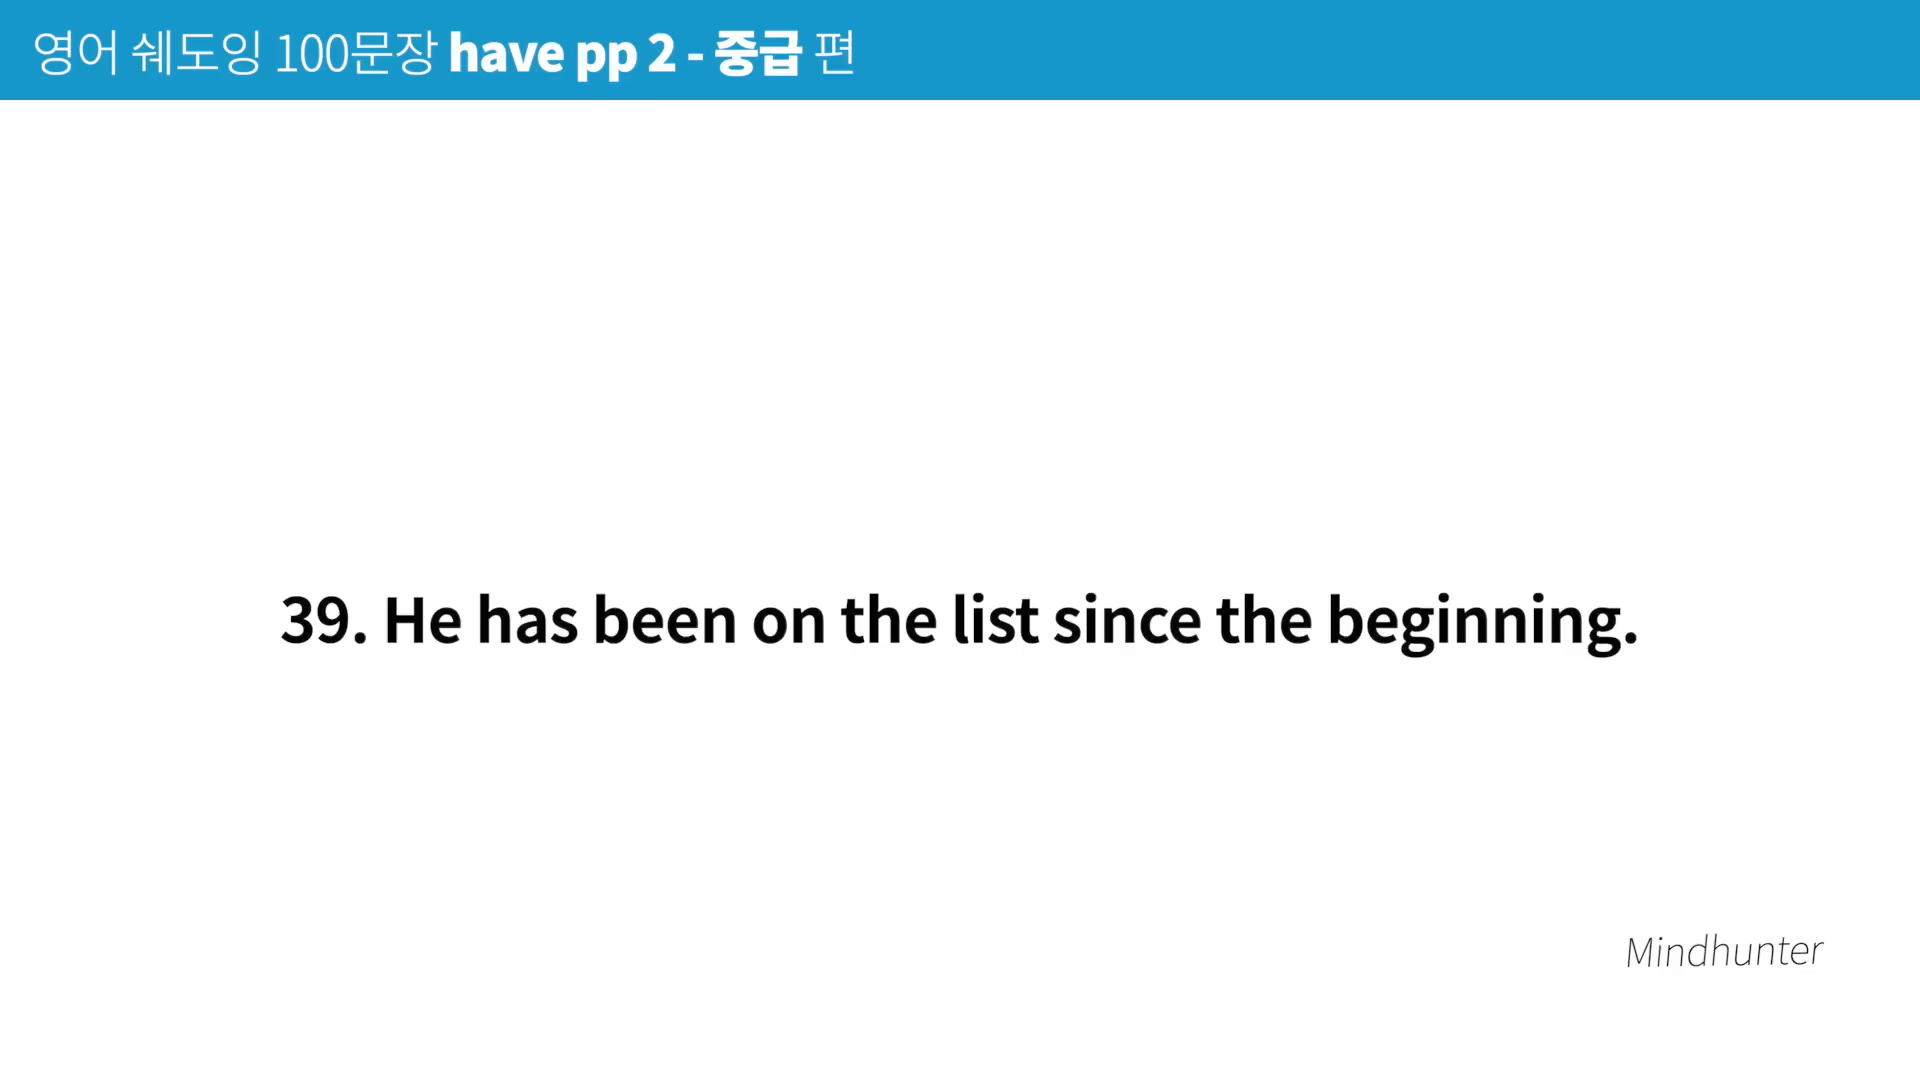 영어 쉐도잉 100문장 have pp 2 - 중급 편
39. He has been on the list since the beginning.
Mindhunter